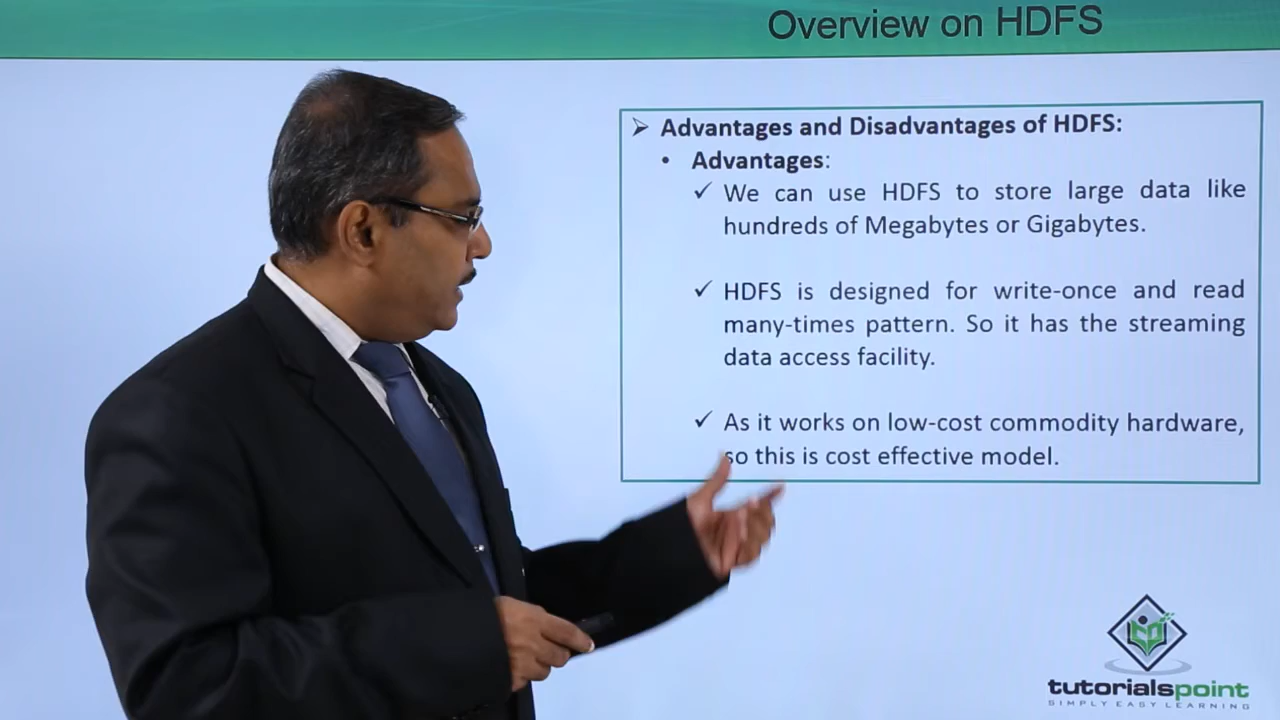 Overview on HDFS
➢ Advantages and Disadvantages of HDFS:
• Advantages:
✓ We can use HDFS to store large data like
hundreds of Megabytes or Gigabytes.
✓ HDFS is designed for write-once and read
many-times pattern. So it has the streaming
data access facility.
✓ As it works on low-cost commodity hardware,
so this is cost effective model.
tutorialspoint
SIMPLY EASY LEARNING